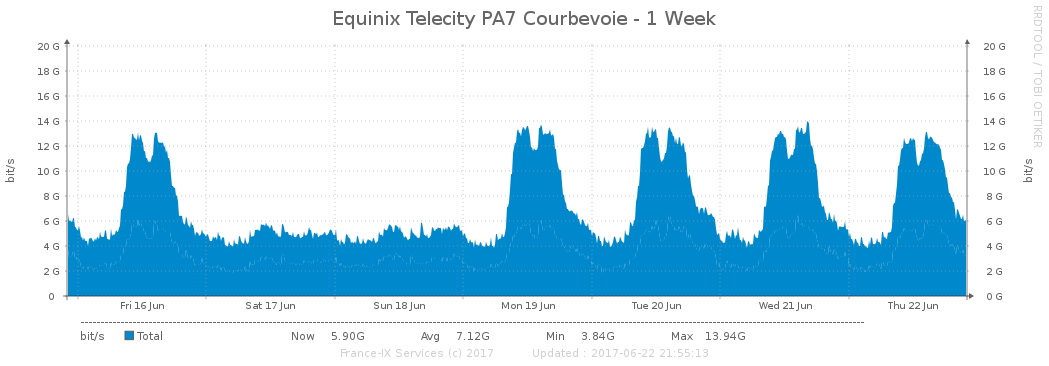 Equinix Telecity PA7 Courbevoie - 1 Week
RRDTOOL / TOBI OETIKER
20 G 20 G
18 G 18 G
16 G 16 G
14 G 14 G
12 G 12 G
10 G 10 G
8 G 8 G
6 G 6 G
4 G 4 G
2 G 2 G
0 0 G
bit/s bit/s
Fri 16 Jun Sat 17 Jun Sun 18 Jun Mon 19 Jun Tue 20 Jun Wed 21 Jun Thu 22 Jun
bit/s Total Now 5.90G Avg 7.12G Min 3.84G Max 13.94G
France-IX Services (c) 2017 Updated : 2017-06-22 21:55:13